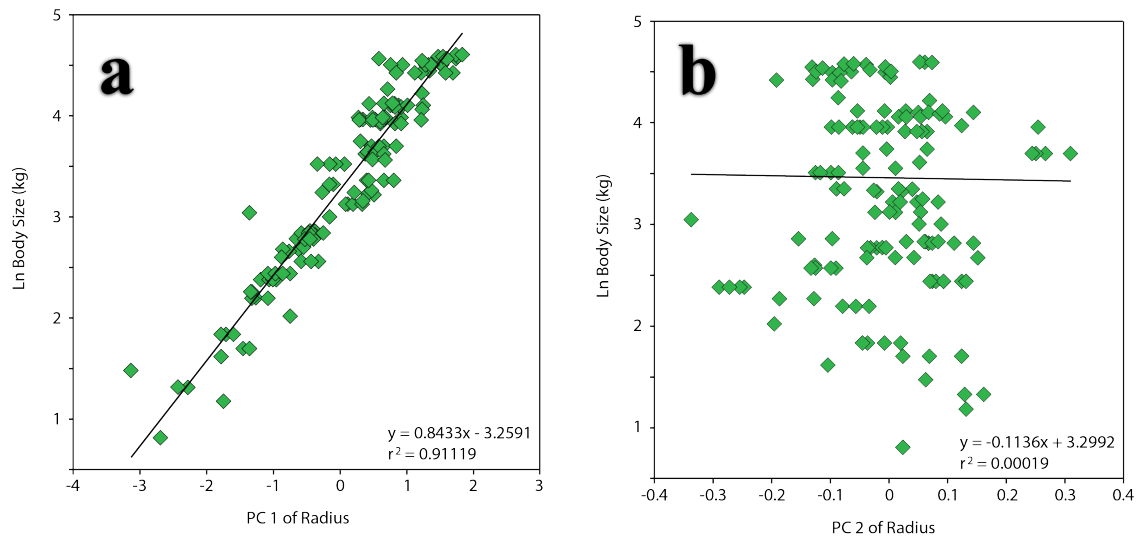 a
5
4
3
2
1
Ln Body Size (kg)
y = 0.8433x - 3.2591
r² = 0.91119
-4 -3 -2 -1 0 1 2 3
PC 1 of Radius
b
5
4
3
2
1
Ln Body Size (kg)
y = -0.1136x + 3.2992
r² = 0.00019
-0.4 -0.3 -0.2 -0.1 0 0.1 0.2 0.3 0.4
PC 2 of Radius